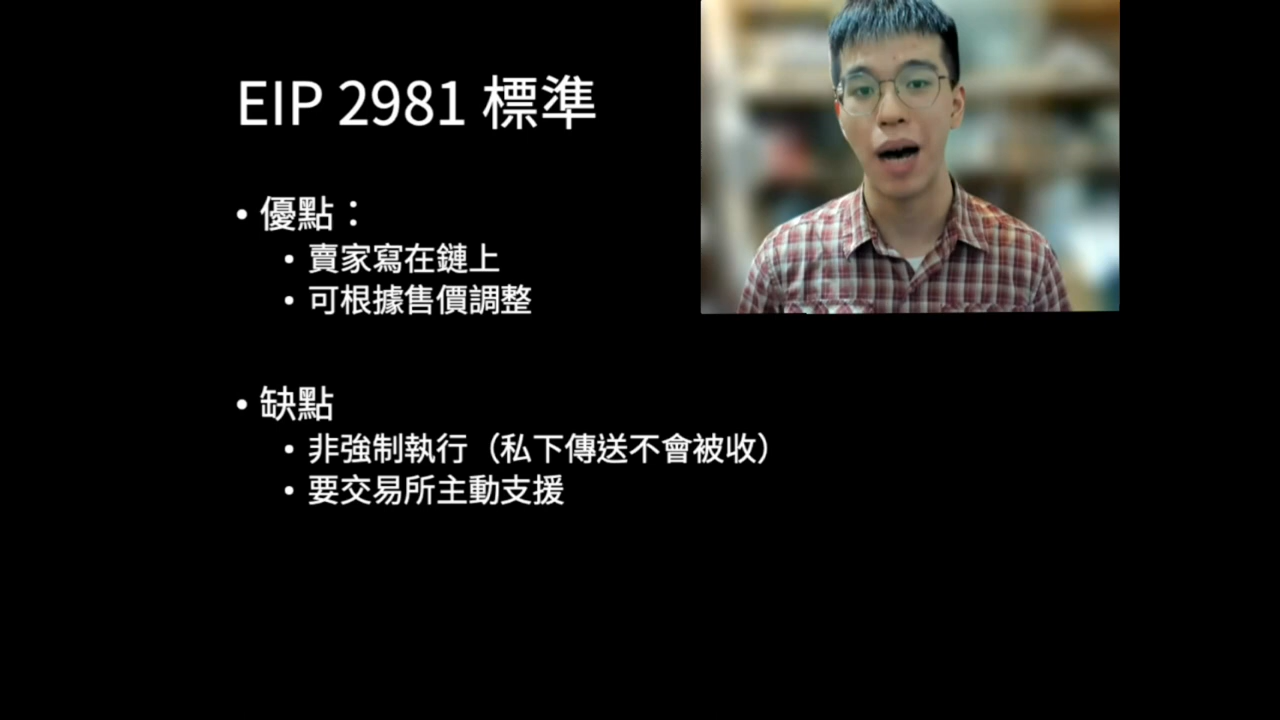 EIP 2981 標準
• 優點：
• 賣家寫在鏈上
• 可根據售價調整
• 缺點
• 非強制執行（私下傳送不會被收）
• 要交易所主動支援